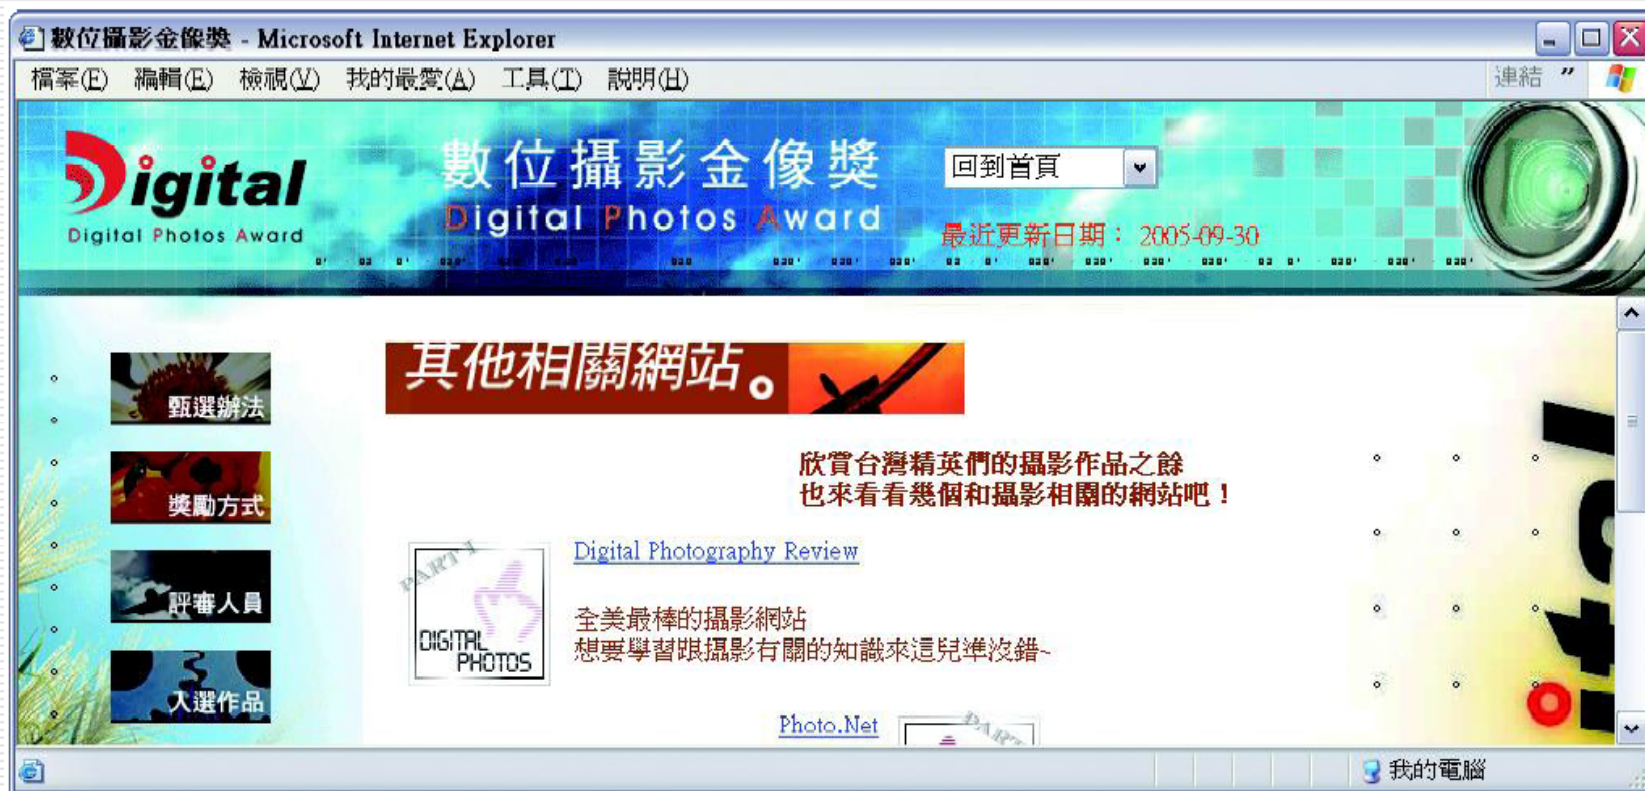 數位攝影金像獎 - Microsoft Internet Explorer
檔案(F) 編輯(E) 檢視(V) 我的最愛(A) 工具(T) 說明(H) 連結 ”
Digital
Digital Photos Award
數位攝影金像獎
Digital Photos Award
回到首頁
最近更新日期： 2005-09-30
其他相關網站。
甄選辦法
獎勵方式
評審人員
入選作品
欣賞台灣精英們的攝影作品之餘
也來看看幾個和攝影相關的網站吧！
PART I
DIGITAL
PHOTOS
Digital Photography Review
全美最棒的攝影網站
想要學習跟攝影有關的知識來這兒準沒錯~
Photo.Net
PART
我的電腦